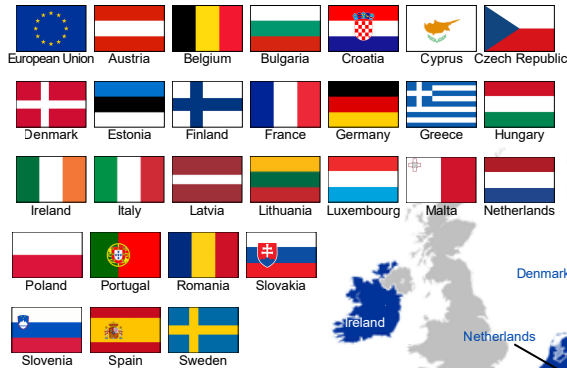 European Union Austria Belgium Bulgaria Croatia Cyprus Czech Republic
Denmark Estonia Finland France Germany Greece Hungary
Ireland Italy Latvia Lithuania Luxembourg Malta Netherlands
Poland Portugal Romania Slovakia
Denmark
Ireland
Netherlands
Slovenia Spain Sweden